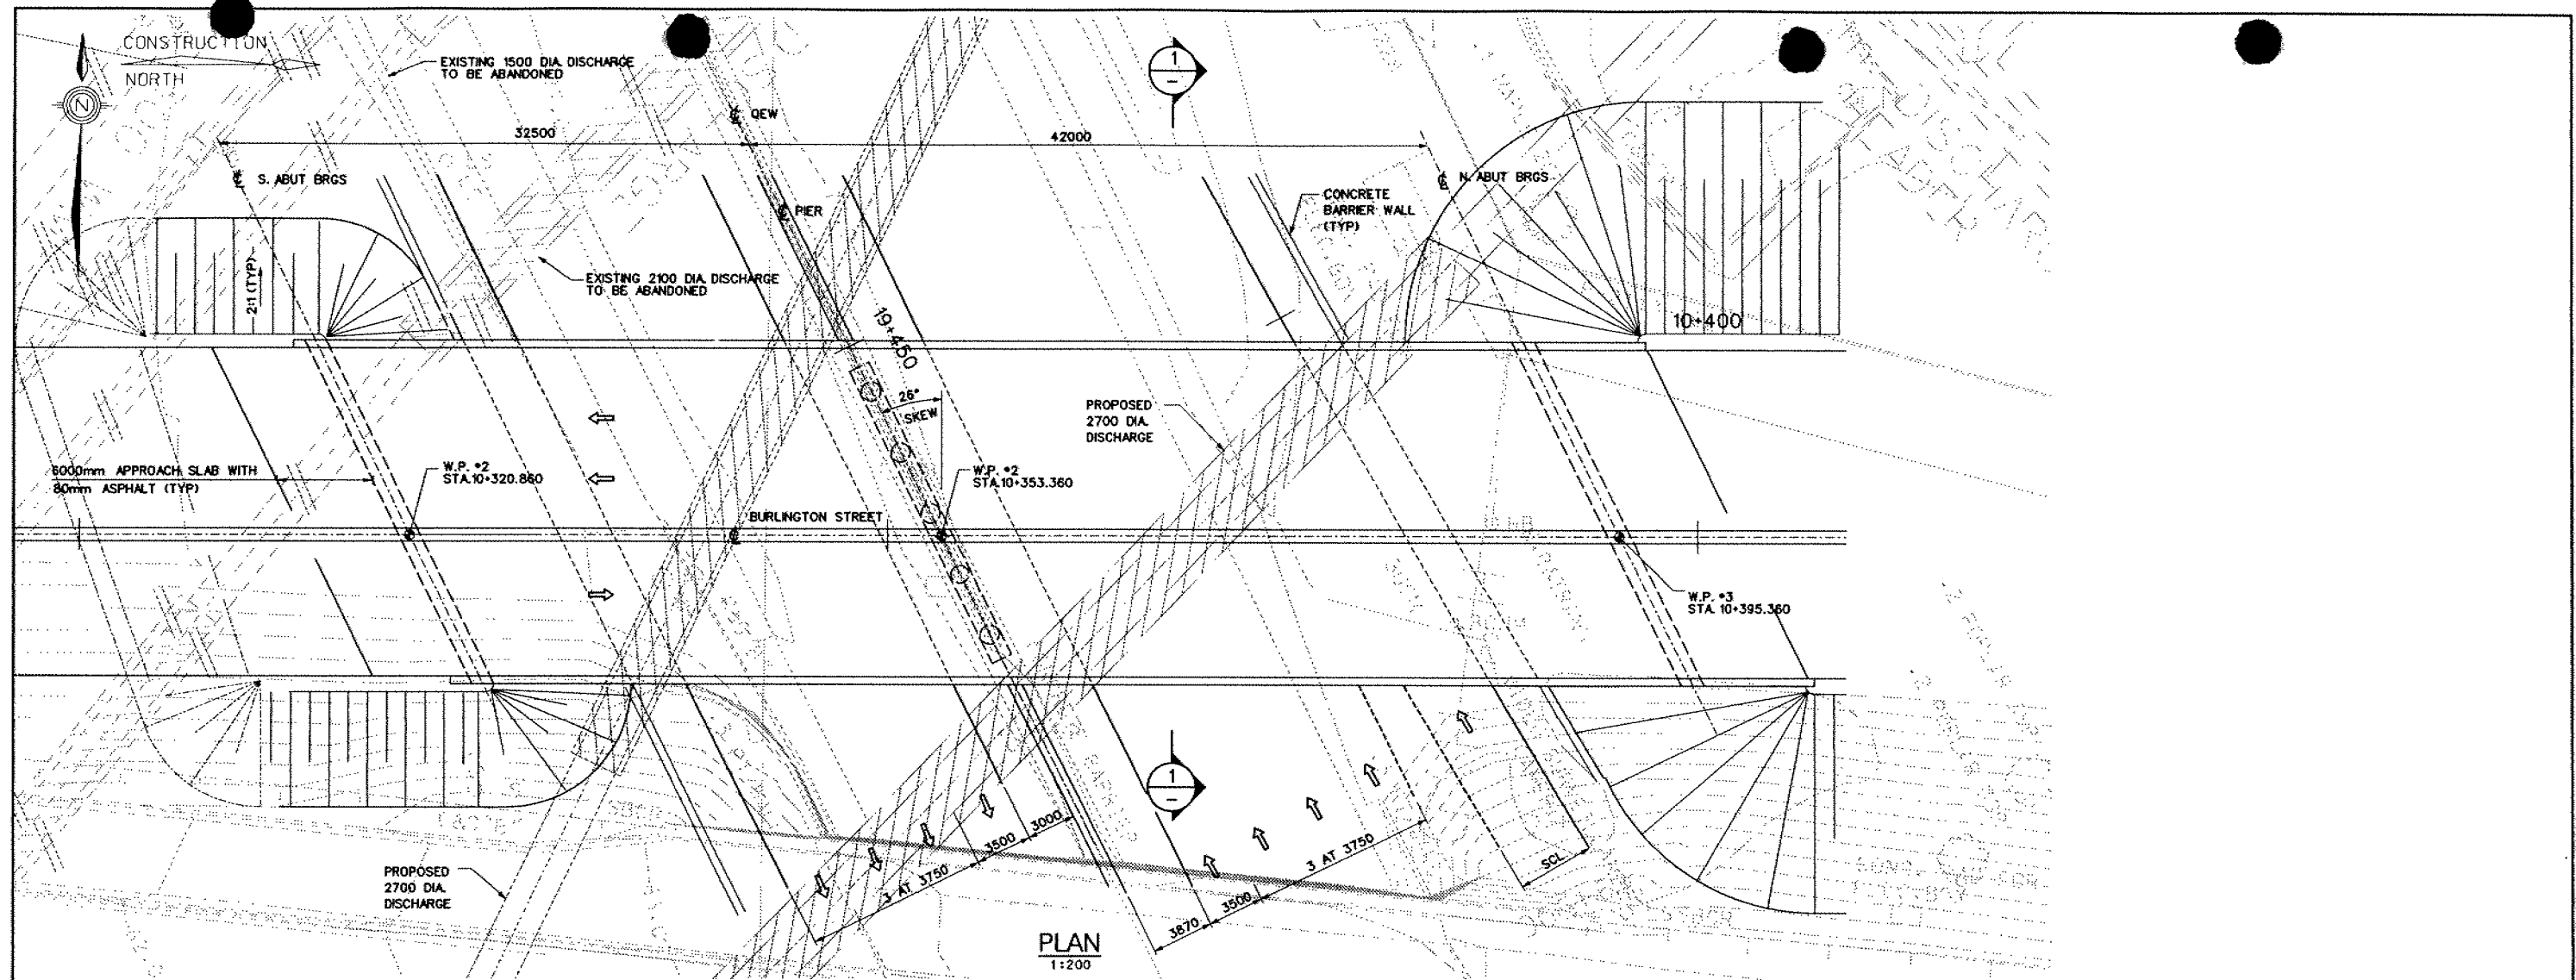 CONSTRUCTION
NORTH
N
EXISTING 1500 DIA. DISCHARGE
TO BE ABANDONED
℄ QEW
1
–
32500
42000
℄ S. ABUT BRGS
℄ N. ABUT BRGS
CONCRETE
BARRIER WALL
(TYP)
℄ PIER
2:1 (TYP)
EXISTING 2100 DIA. DISCHARGE
TO BE ABANDONED
19+450
10+400
26°
SKEW
PROPOSED
2700 DIA.
DISCHARGE
6000mm APPROACH SLAB WITH
80mm ASPHALT (TYP)
W.P. #2
STA.10+320.860
W.P. #2
STA.10+353.360
BURLINGTON STREET
℄
W.P. #3
STA. 10+395.360
1
–
3000
3500
3 AT 3750
3 AT 3750
SCL
3500
3870
PROPOSED
2700 DIA.
DISCHARGE
PLAN
1:200